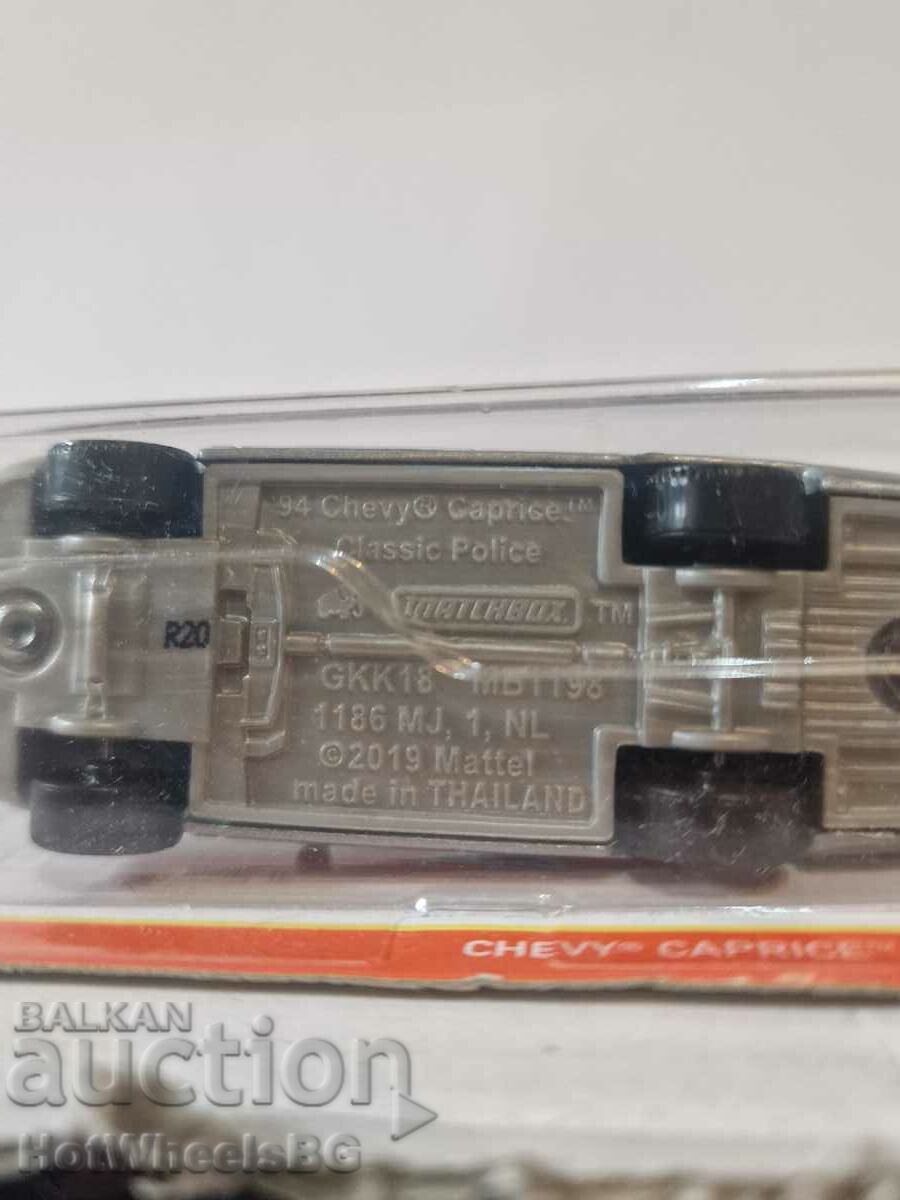 '94 Chevy® Caprice™
Classic Police
MATCHBOX ™
R20
GKK18 MB1198
1186 MJ, 1, NL
©2019 Mattel
made in THAILAND
CHEVY® CAPRICE™
BALKAN
auction
HotWheelsBG